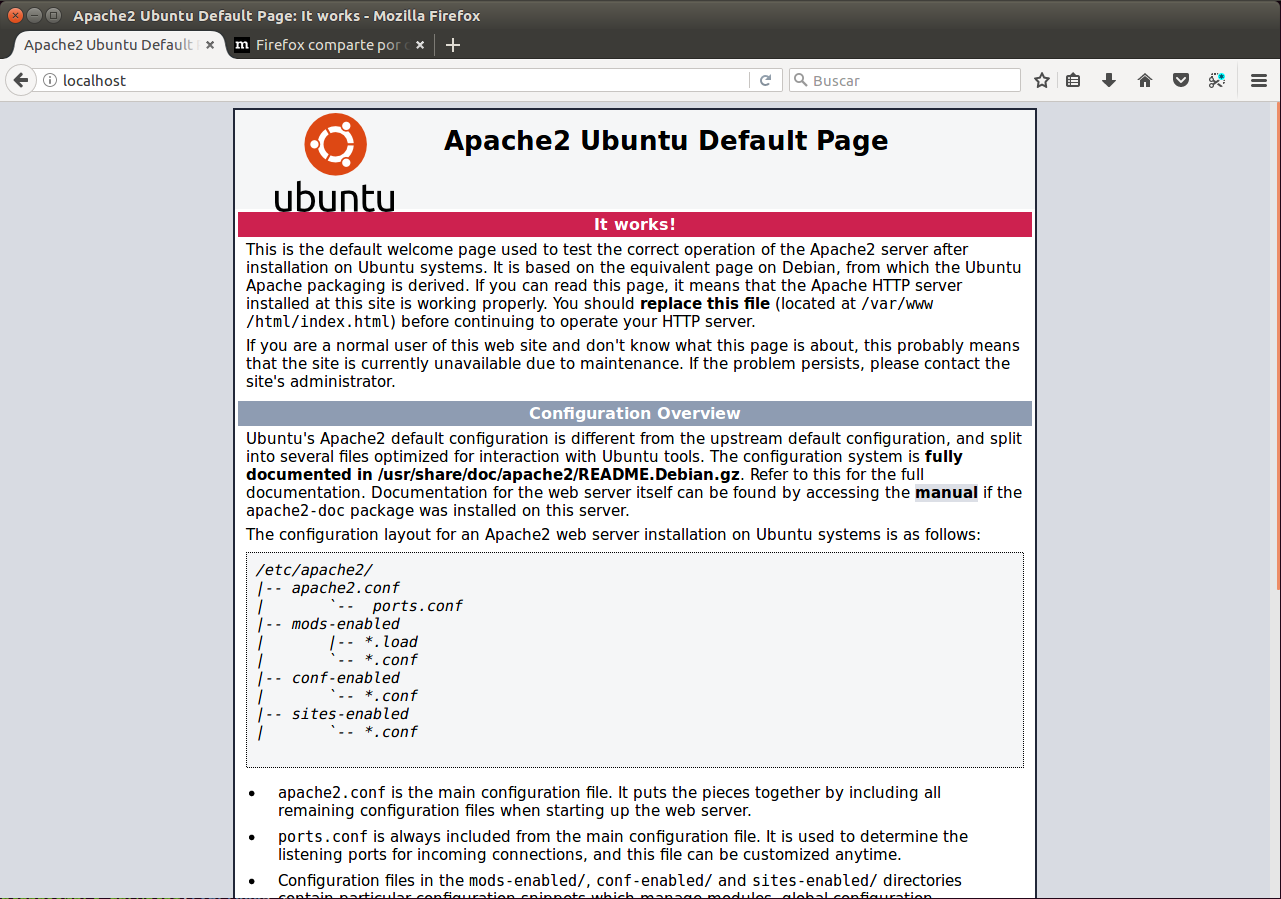 Apache2 Ubuntu Default Page: It works - Mozilla Firefox
Apache2 Ubuntu Default
Firefox comparte por
localhost
Buscar
ubuntu
Apache2 Ubuntu Default Page
It works!
This is the default welcome page used to test the correct operation of the Apache2 server after
installation on Ubuntu systems. It is based on the equivalent page on Debian, from which the Ubuntu
Apache packaging is derived. If you can read this page, it means that the Apache HTTP server
installed at this site is working properly. You should replace this file (located at /var/www
/html/index.html) before continuing to operate your HTTP server.
If you are a normal user of this web site and don't know what this page is about, this probably means
that the site is currently unavailable due to maintenance. If the problem persists, please contact the
site's administrator.
Configuration Overview
Ubuntu's Apache2 default configuration is different from the upstream default configuration, and split
into several files optimized for interaction with Ubuntu tools. The configuration system is fully
documented in /usr/share/doc/apache2/README.Debian.gz. Refer to this for the full
documentation. Documentation for the web server itself can be found by accessing the manual if the
apache2-doc package was installed on this server.
The configuration layout for an Apache2 web server installation on Ubuntu systems is as follows:
/etc/apache2/
|-- apache2.conf
|       `--  ports.conf
|-- mods-enabled
|       |-- *.load
|       `-- *.conf
|-- conf-enabled
|       `-- *.conf
|-- sites-enabled
|       `-- *.conf
• apache2.conf is the main configuration file. It puts the pieces together by including all
remaining configuration files when starting up the web server.
• ports.conf is always included from the main configuration file. It is used to determine the
listening ports for incoming connections, and this file can be customized anytime.
• Configuration files in the mods-enabled/, conf-enabled/ and sites-enabled/ directories
contain particular configuration snippets which manage modules, global configuration